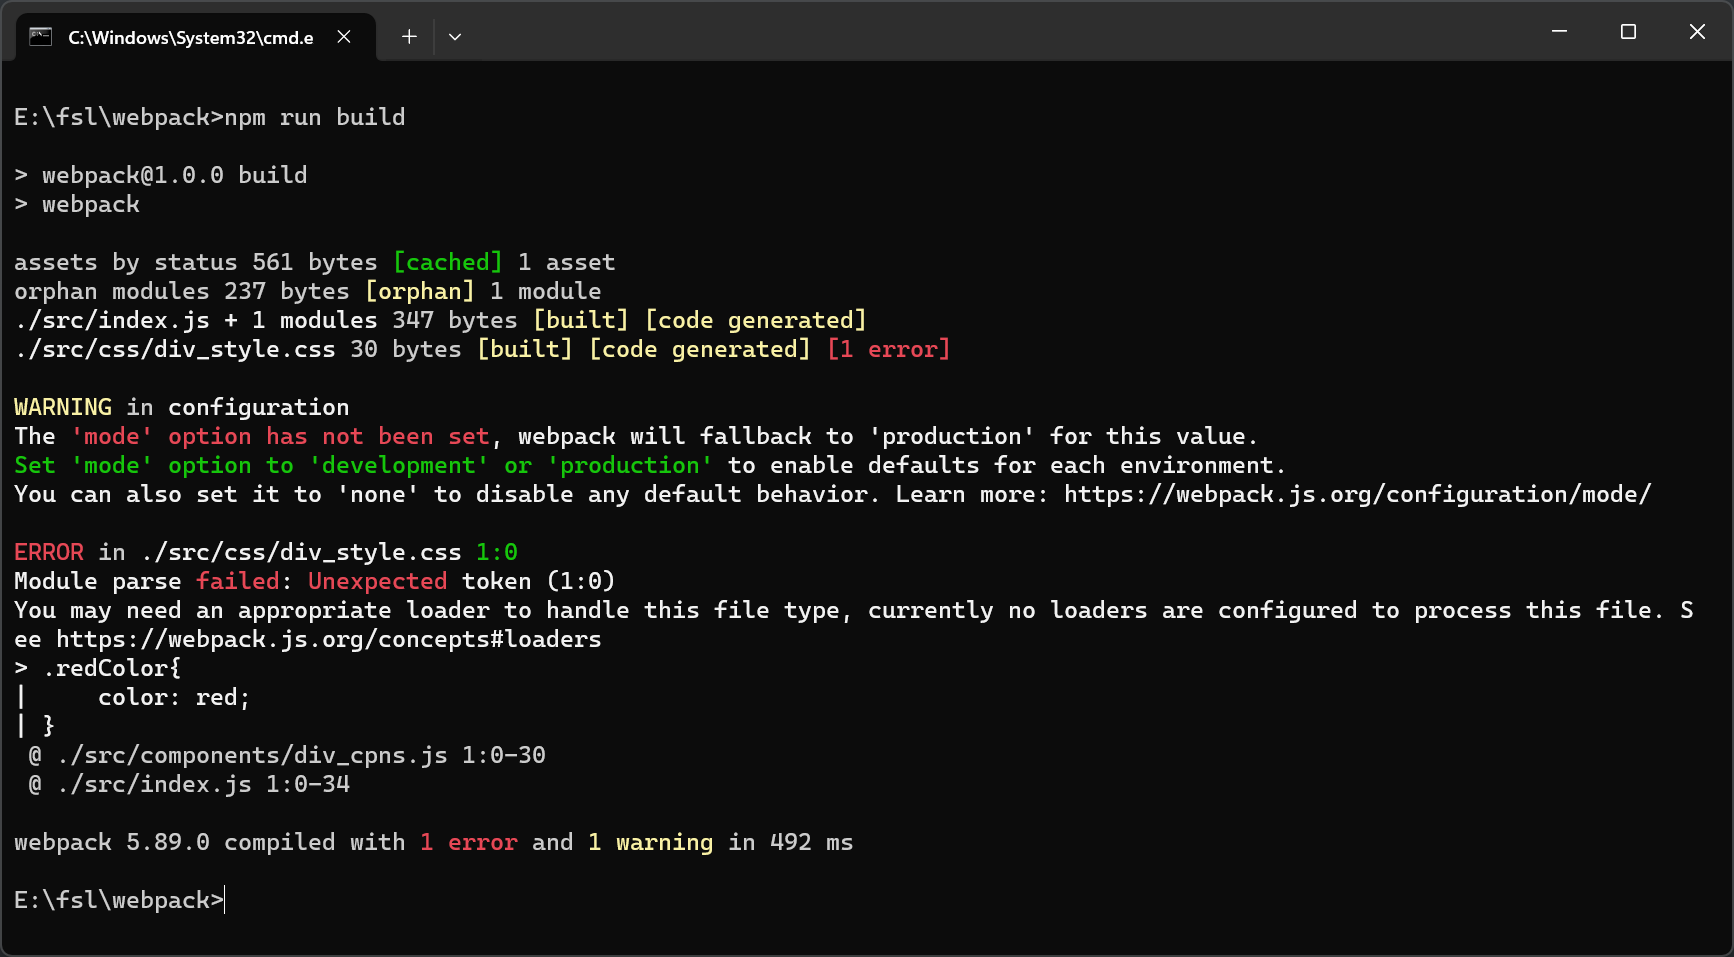 C:\Windows\System32\cmd.e
E:\fsl\webpack>npm run build
> webpack@1.0.0 build
> webpack
assets by status 561 bytes [cached] 1 asset
orphan modules 237 bytes [orphan] 1 module
./src/index.js + 1 modules 347 bytes [built] [code generated]
./src/css/div_style.css 30 bytes [built] [code generated] [1 error]
WARNING in configuration
The 'mode' option has not been set, webpack will fallback to 'production' for this value.
Set 'mode' option to 'development' or 'production' to enable defaults for each environment.
You can also set it to 'none' to disable any default behavior. Learn more: https://webpack.js.org/configuration/mode/
ERROR in ./src/css/div_style.css 1:0
Module parse failed: Unexpected token (1:0)
You may need an appropriate loader to handle this file type, currently no loaders are configured to process this file. S
ee https://webpack.js.org/concepts#loaders
> .redColor{
|     color: red;
| }
 @ ./src/components/div_cpns.js 1:0-30
 @ ./src/index.js 1:0-34
webpack 5.89.0 compiled with 1 error and 1 warning in 492 ms
E:\fsl\webpack>